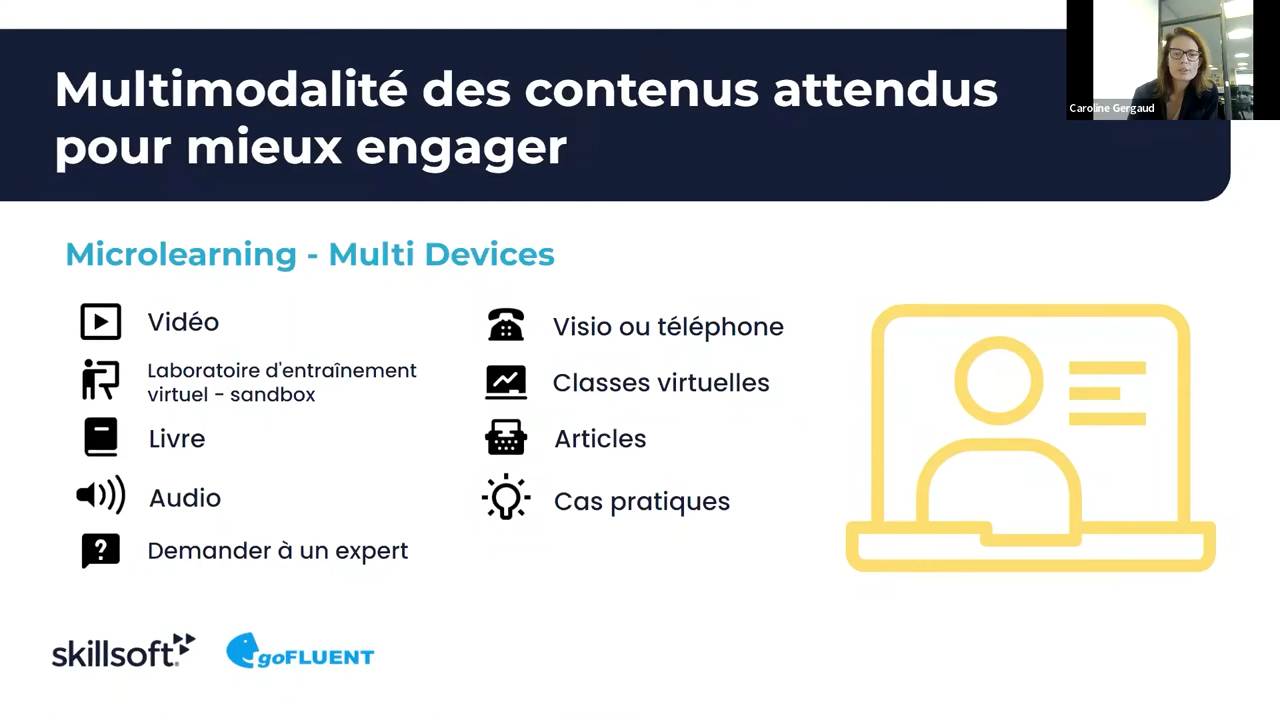 Multimodalité des contenus attendus
pour mieux engager
Caroline Gergaud
Microlearning - Multi Devices
Vidéo
Laboratoire d'entraînement
virtuel - sandbox
Livre
Audio
Demander à un expert
Visio ou téléphone
Classes virtuelles
Articles
Cas pratiques
skillsoft
goFLUENT